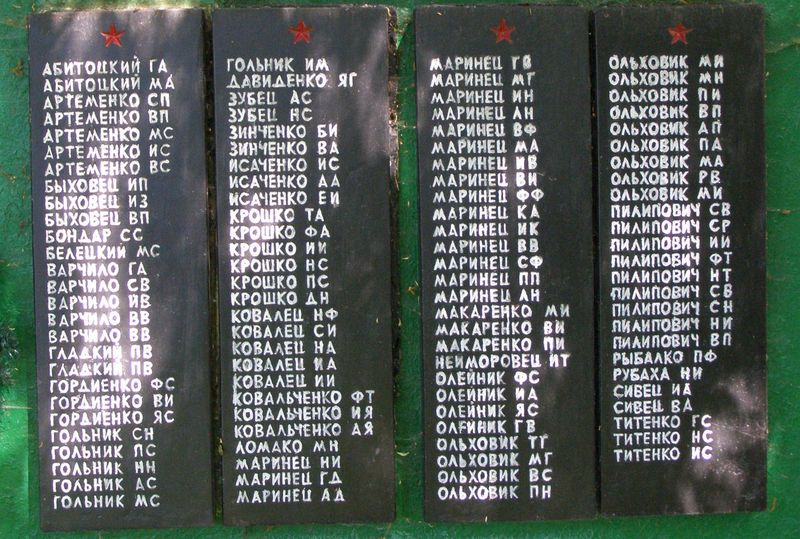 АБИТОЦКИЙ ГА
АБИТОЦКИЙ МА
АРТЕМЕНКО СП
АРТЕМЕНКО ВП
АРТЕМЕНКО МС
АРТЕМЕНКО ИС
АРТЕМЕНКО ВС
БЫХОВЕЦ ИП
БЫХОВЕЦ ИЗ
БЫХОВЕЦ ВП
БОНДАР СС
БЕЛЕЦКИЙ МС
ВАРЧИЛО ГА
ВАРЧИЛО СВ
ВАРЧИЛО ИВ
ВАРЧИЛО ВВ
ВАРЧИЛО ВВ
ГЛАДКИЙ ПВ
ГЛАДКИЙ ПВ
ГОРДИЕНКО ФС
ГОРДИЕНКО ВИ
ГОРДИЕНКО ЯС
ГОЛЬНИК СН
ГОЛЬНИК ПС
ГОЛЬНИК НН
ГОЛЬНИК АС
ГОЛЬНИК МС
ГОЛЬНИК ИМ
ДАВИДЕНКО ЯГ
ЗУБЕЦ АС
ЗУБЕЦ НС
ЗИНЧЕНКО БИ
ЗИНЧЕНКО ВА
ИСАЧЕНКО ИС
ИСАЧЕНКО АА
ИСАЧЕНКО ЕИ
КРОШКО ТА
КРОШКО ФА
КРОШКО ИИ
КРОШКО НС
КРОШКО ПС
КРОШКО ДН
КОВАЛЕЦ НФ
КОВАЛЕЦ СИ
КОВАЛЕЦ НА
КОВАЛЕЦ ИА
КОВАЛЕЦ ИИ
КОВАЛЬЧЕНКО ФТ
КОВАЛЬЧЕНКО ИЯ
КОВАЛЬЧЕНКО АЯ
ЛОМАКО МН
МАРИНЕЦ НИ
МАРИНЕЦ ГД
МАРИНЕЦ АД
МАРИНЕЦ ГВ
МАРИНЕЦ МГ
МАРИНЕЦ ИН
МАРИНЕЦ АН
МАРИНЕЦ ВФ
МАРИНЕЦ МА
МАРИНЕЦ ИВ
МАРИНЕЦ ВИ
МАРИНЕЦ ФФ
МАРИНЕЦ КА
МАРИНЕЦ ИК
МАРИНЕЦ ВВ
МАРИНЕЦ СФ
МАРИНЕЦ ПП
МАРИНЕЦ АН
МАКАРЕНКО МИ
МАКАРЕНКО ВИ
МАКАРЕНКО ПИ
НЕИМОРОВЕЦ ИТ
ОЛЕЙНИК ФС
ОЛЕЙНИК ИА
ОЛЕЙНИК ЯС
ОЛЕЙНИК ГВ
ОЛЬХОВИК ТГ
ОЛЬХОВИК МГ
ОЛЬХОВИК ВС
ОЛЬХОВИК ПН
ОЛЬХОВИК МИ
ОЛЬХОВИК МН
ОЛЬХОВИК ПИ
ОЛЬХОВИК ВП
ОЛЬХОВИК АП
ОЛЬХОВИК ПА
ОЛЬХОВИК МА
ОЛЬХОВИК РВ
ОЛЬХОВИК МИ
ПИЛИПОВИЧ СВ
ПИЛИПОВИЧ СР
ПИЛИПОВИЧ ИИ
ПИЛИПОВИЧ ФТ
ПИЛИПОВИЧ НТ
ПИЛИПОВИЧ СВ
ПИЛИПОВИЧ СН
ПИЛИПОВИЧ НИ
ПИЛИПОВИЧ ВП
РЫБАЛКО ПФ
РУБАХА НИ
СИВЕЦ ИА
СИВЕЦ ВА
ТИТЕНКО ГС
ТИТЕНКО НС
ТИТЕНКО ИС